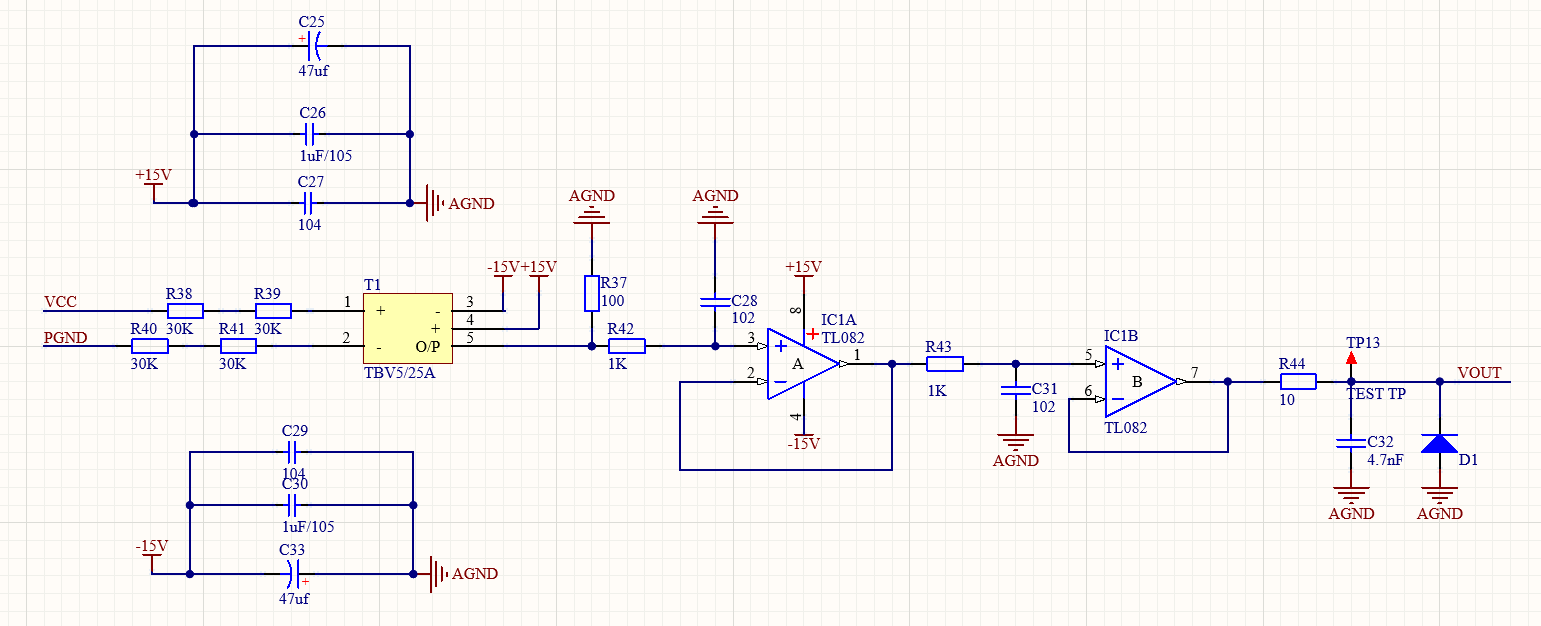 C25
+
47uf
C26
1uF/105
+15V
C27
AGND
104
AGND
AGND
-15V
+15V
+15V
VCC
R38
R39
T1
3
R37
1
+
-
100
C28
8
30K
30K
4
102
IC1A
+
PGND
R40
R41
2
-
+
O/P
5
R42
3
+
TL082
30K
30K
TBV5/25A
1K
2
A
1
R43
5
IC1B
+
4
-15V
1K
C31
102
6
B
7
R44
10
TP13
TEST TP
VOUT
TL082
AGND
C32
4.7nF
D1
AGND
AGND
C29
104
C30
1uF/105
-15V
C33
+
AGND
47uf